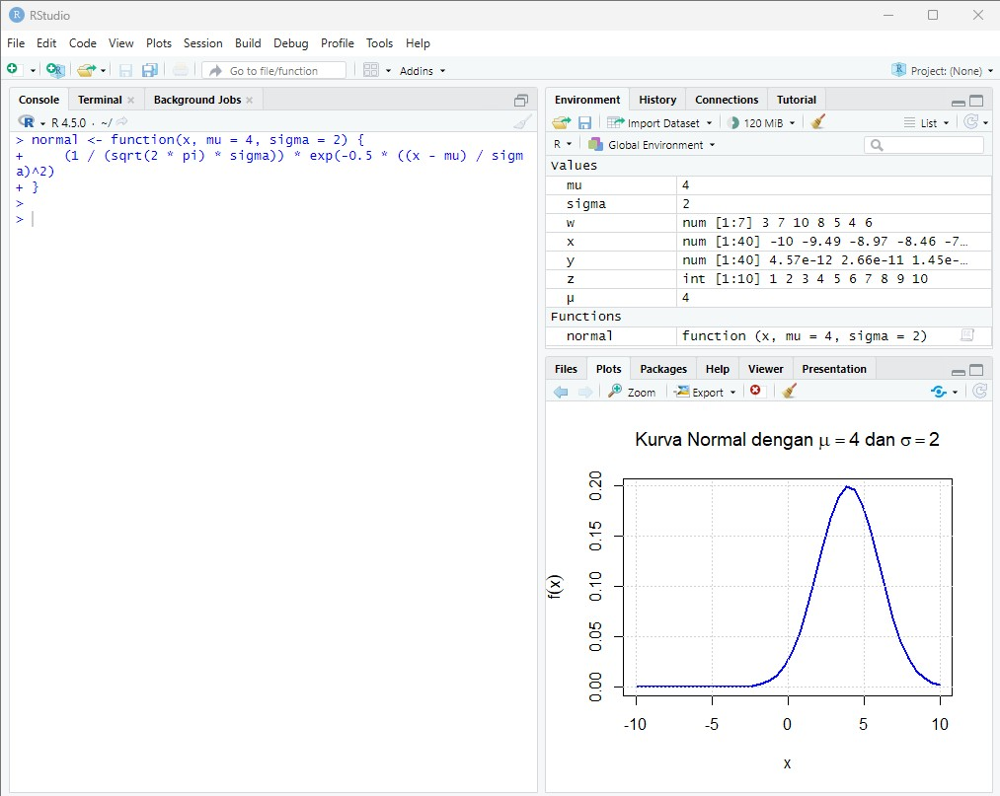 RStudio
File Edit Code View Plots Session Build Debug Profile Tools Help
Go to file/function Addins Project: (None)
Console Terminal Background Jobs
R 4.5.0 · ~/
> normal <- function(x, mu = 4, sigma = 2) {
+     (1 / (sqrt(2 * pi) * sigma)) * exp(-0.5 * ((x - mu) / sigm
a)^2)
+ }
>
>
Environment History Connections Tutorial
Import Dataset 120 MiB List
R Global Environment
Values
mu 4
sigma 2
w num [1:7] 3 7 10 8 5 4 6
x num [1:40] -10 -9.49 -8.97 -8.46 -7…
y num [1:40] 4.57e-12 2.66e-11 1.45e-…
z int [1:10] 1 2 3 4 5 6 7 8 9 10
µ 4
Functions
normal function (x, mu = 4, sigma = 2)
Files Plots Packages Help Viewer Presentation
Zoom Export
Kurva Normal dengan μ = 4 dan σ = 2
f(x)
0.20
0.15
0.10
0.05
0.00
-10 -5 0 5 10
x